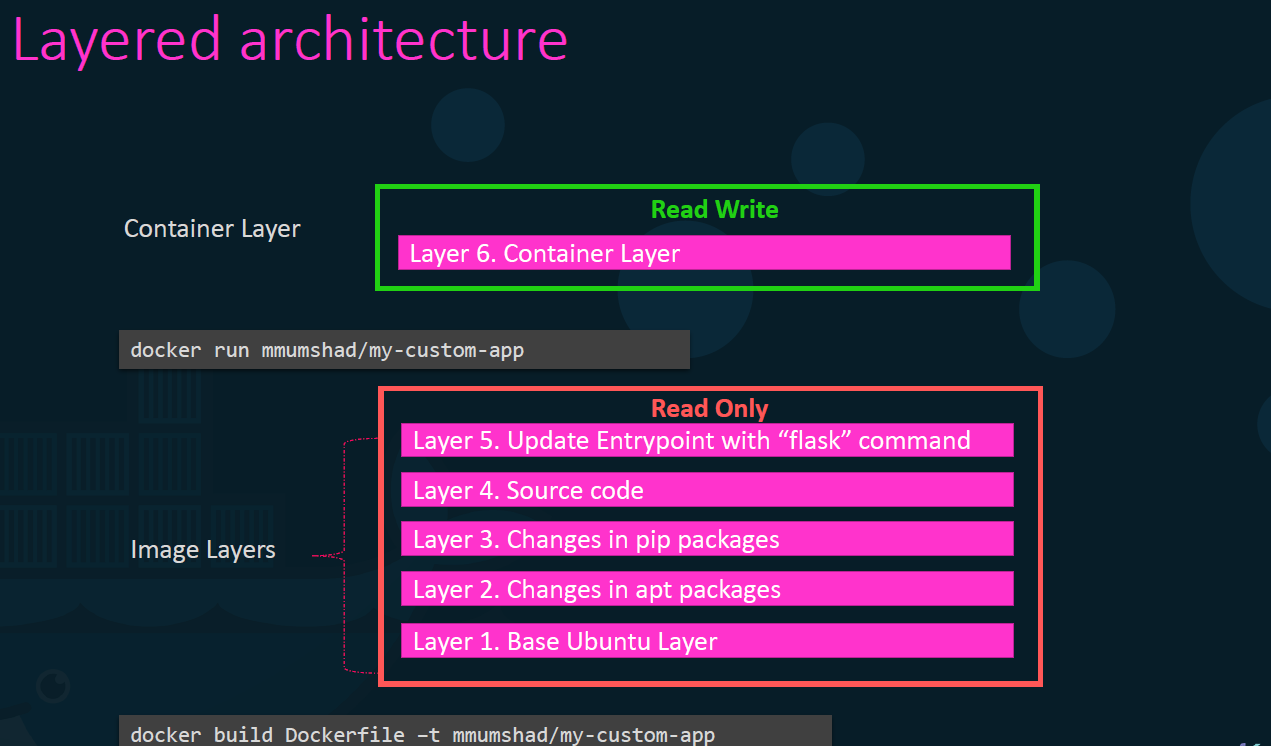 Layered architecture
Read Write
Container Layer
Layer 6. Container Layer
docker run mmumshad/my-custom-app
Read Only
Layer 5. Update Entrypoint with “flask” command
Layer 4. Source code
Layer 3. Changes in pip packages
Image Layers
Layer 2. Changes in apt packages
Layer 1. Base Ubuntu Layer
docker build Dockerfile –t mmumshad/my-custom-app